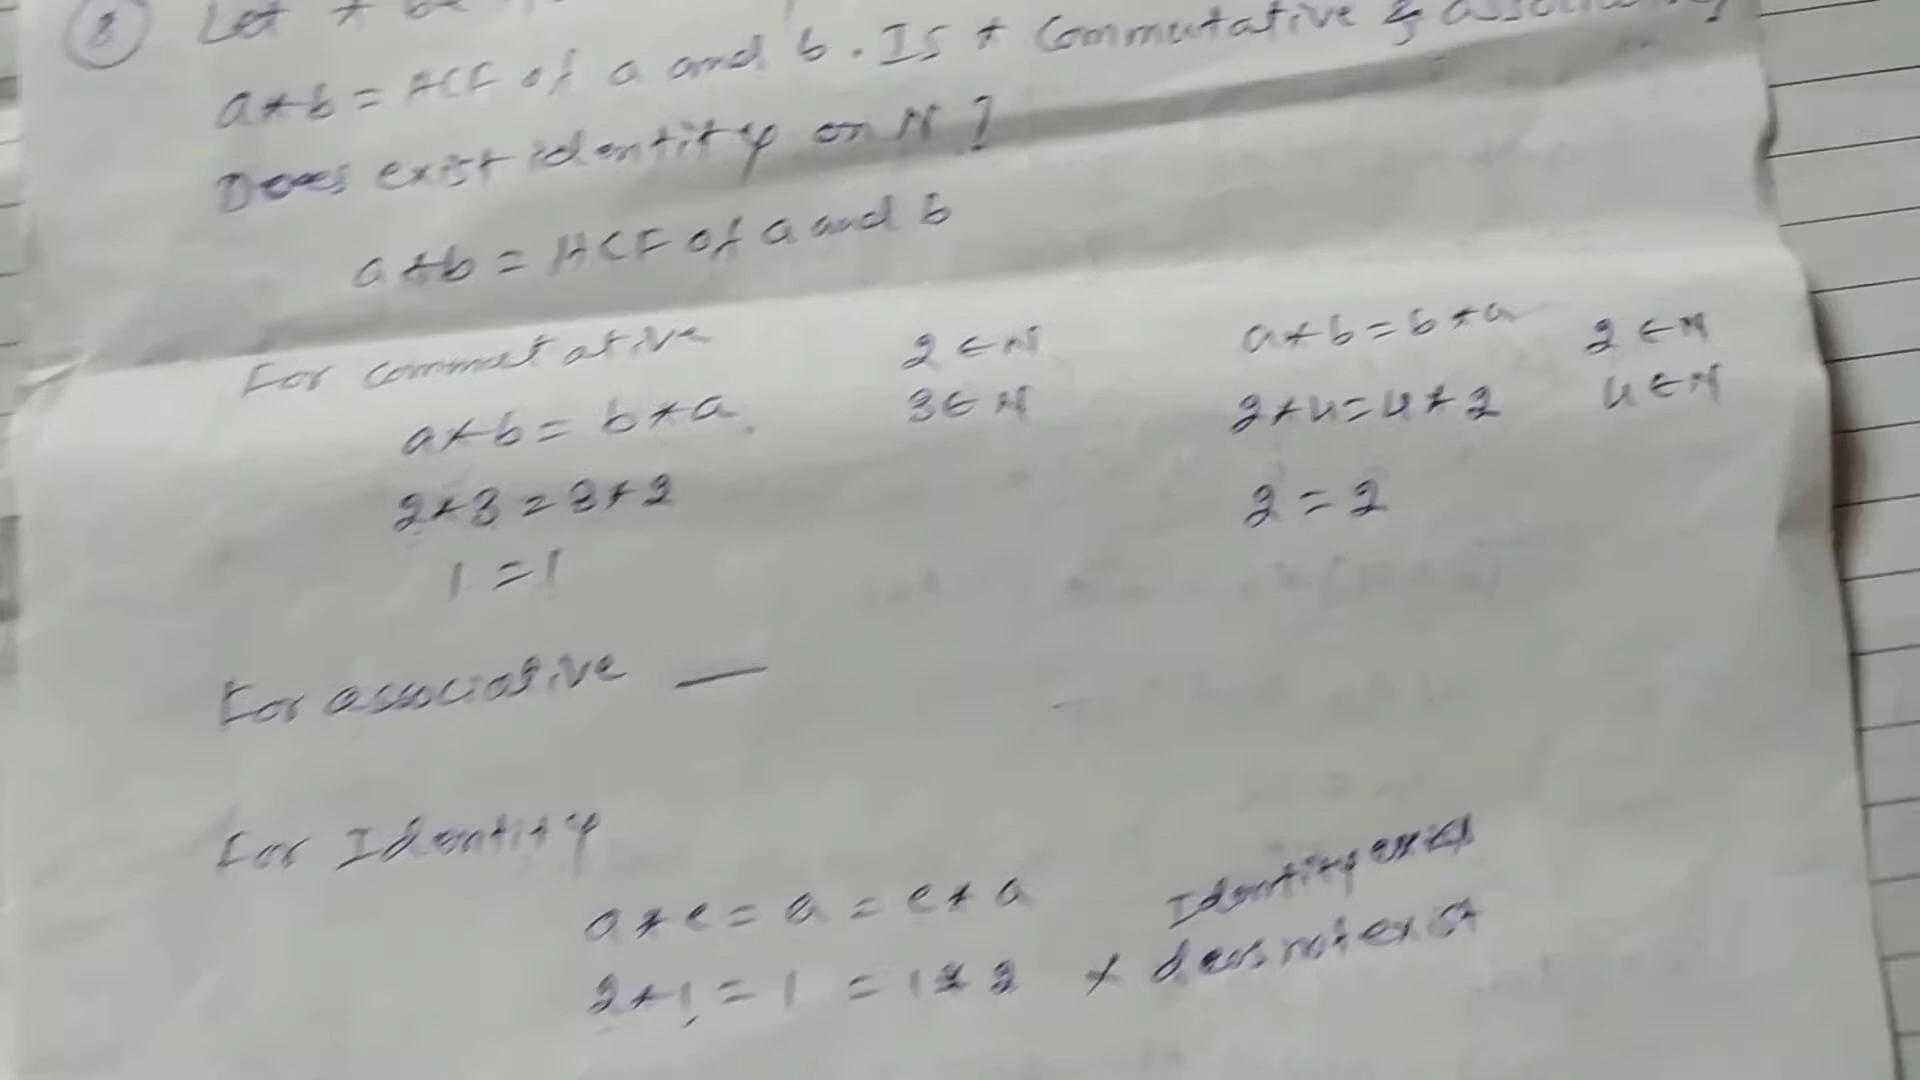 8 Let * be
a*b = HCF of a and b. Is * Commutative &
Does exist identity on N ?
a*b = HCF of a and b
For commutative 2 ∈ N a*b = b*a 2 ∈ N
a*b = b*a 3 ∈ N 2*4 = 4*2 4 ∈ N
2*3 = 3*2 2 = 2
1 = 1
For associative —
For Identity
a*e = a = e*a Identity exist
2*1 = 1 = 1*2 * does not exist